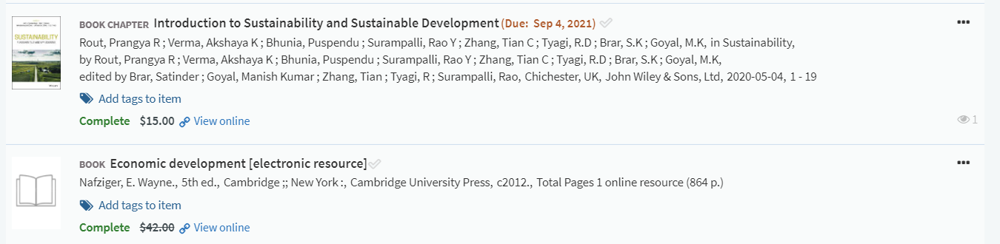 SUSTAINABILITY
WILEY
BOOK CHAPTER Introduction to Sustainability and Sustainable Development (Due: Sep 4, 2021)
Rout, Prangya R ; Verma, Akshaya K ; Bhunia, Puspendu ; Surampalli, Rao Y ; Zhang, Tian C ; Tyagi, R.D ; Brar, S.K ; Goyal, M.K, in Sustainability,
by Rout, Prangya R ; Verma, Akshaya K ; Bhunia, Puspendu ; Surampalli, Rao Y ; Zhang, Tian C ; Tyagi, R.D ; Brar, S.K ; Goyal, M.K,
edited by Brar, Satinder ; Goyal, Manish Kumar ; Zhang, Tian ; Tyagi, R ; Surampalli, Rao, Chichester, UK, John Wiley & Sons, Ltd, 2020-05-04, 1 - 19
Add tags to item
Complete $15.00 View online
1
BOOK Economic development [electronic resource]
Nafziger, E. Wayne., 5th ed., Cambridge ;; New York :, Cambridge University Press, c2012., Total Pages 1 online resource (864 p.)
Add tags to item
Complete $42.00 View online